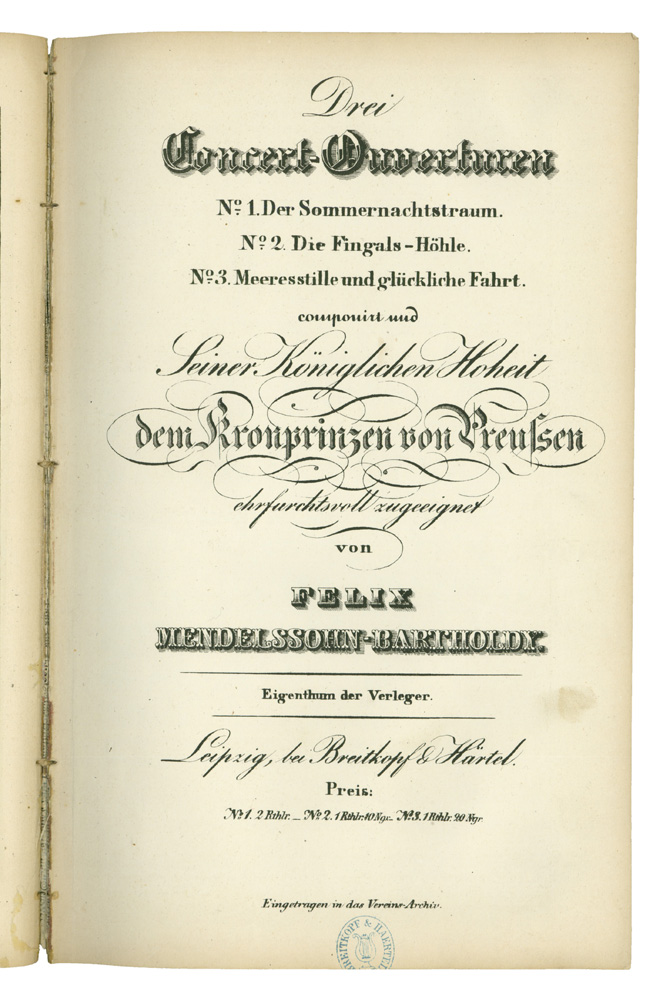 Drei
Concert-Ouverturen
No. 1. Der Sommernachtstraum.
No. 2. Die Fingals-Höhle.
No. 3. Meeresstille und glückliche Fahrt.
componirt und
Seiner Königlichen Hoheit
dem Kronprinzen von Preuſsen
ehrfurchtsvoll zugeeignet
von
FELIX
MENDELSSOHN-BARTHOLDY.
Eigenthum der Verleger.
Leipzig, bei Breitkopf & Härtel.
Preis:
No. 1. 2 Rthlr. _ No. 2. 1 Rthlr. 10 Ngr. _ No. 3. 1 Rthlr. 20 Ngr.
Eingetragen in das Vereins-Archiv.
BREITKOPF & HAERTEL